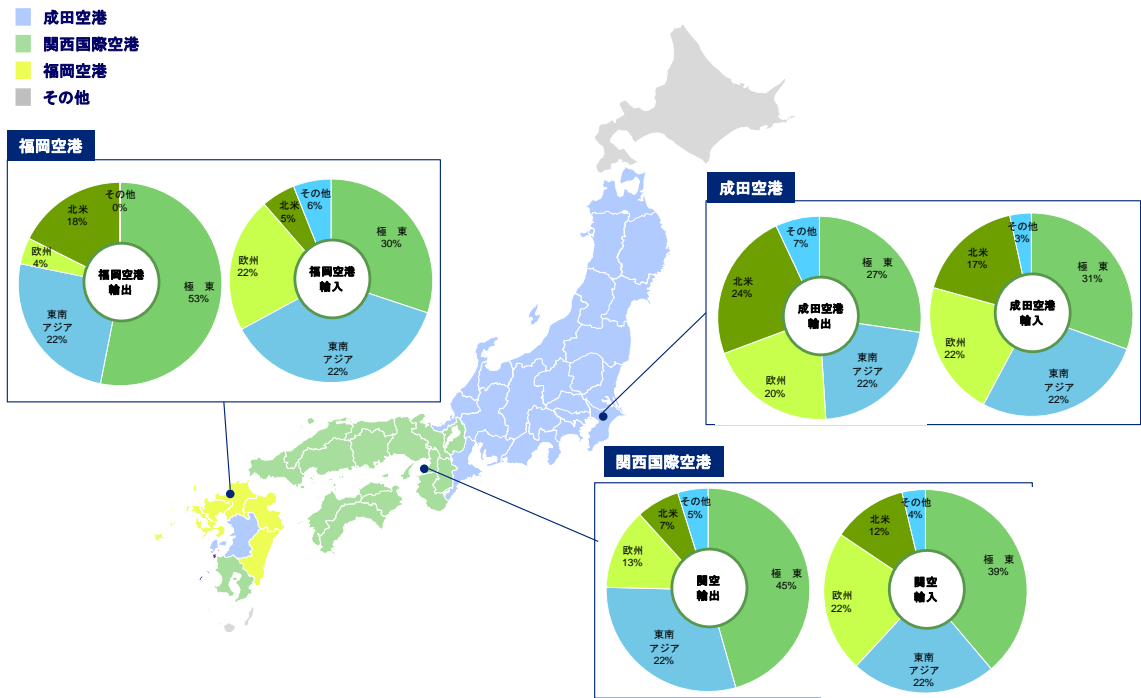 成田空港
関西国際空港
福岡空港
その他
福岡空港
その他
0%
北米
18%
欧州
4%
極　東
53%
東南
アジア
22%
福岡空港
輸出
その他
6%
北米
5%
極　東
30%
欧州
22%
東南
アジア
22%
福岡空港
輸入
成田空港
その他
7%
極　東
27%
北米
24%
欧州
20%
東南
アジア
22%
成田空港
輸出
その他
3%
北米
17%
極　東
31%
欧州
22%
東南
アジア
22%
成田空港
輸入
関西国際空港
その他
5%
北米
7%
欧州
13%
極　東
45%
東南
アジア
22%
関空
輸出
その他
4%
北米
12%
極　東
39%
欧州
22%
東南
アジア
22%
関空
輸入